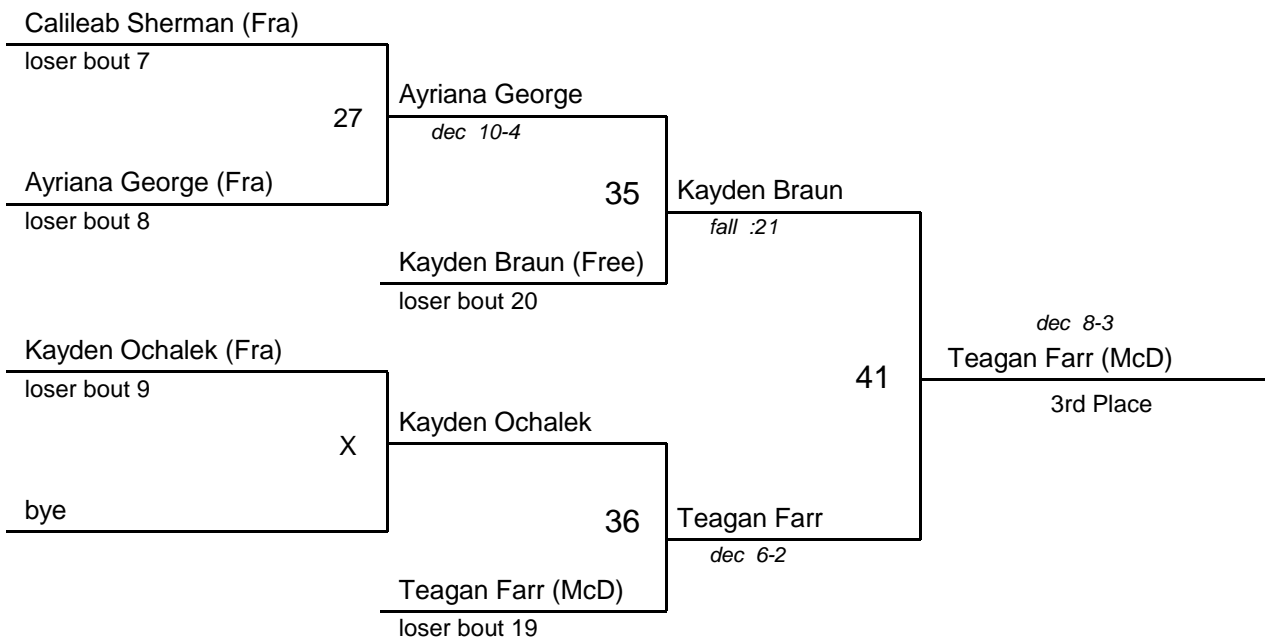 Calileab Sherman (Fra)
loser bout 7
27
Ayriana George
dec 10-4
Ayriana George (Fra)
loser bout 8
35
Kayden Braun
fall :21
Kayden Braun (Free)
loser bout 20
Kayden Ochalek (Fra)
loser bout 9
X
Kayden Ochalek
bye
36
Teagan Farr
dec 6-2
Teagan Farr (McD)
loser bout 19
41
dec 8-3
Teagan Farr (McD)
3rd Place